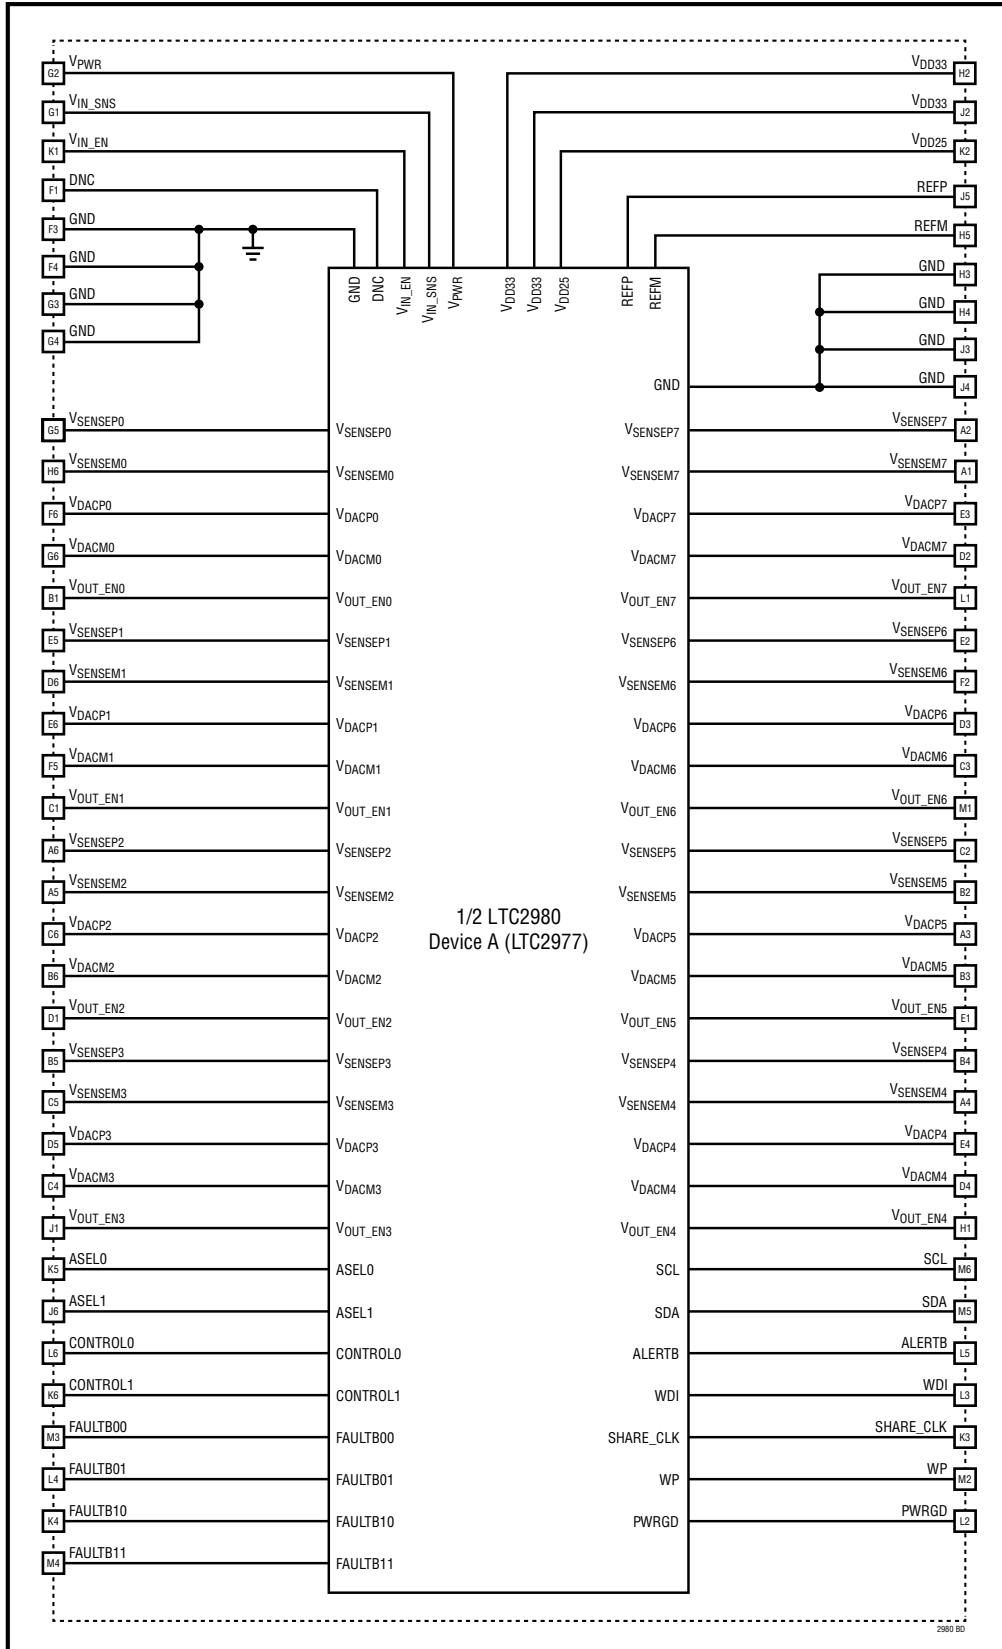 G2 VPWR
G1 VIN_SNS
K1 VIN_EN
F1 DNC
F3 GND
F4 GND
G3 GND
G4 GND
VDD33 H2
VDD33 J2
VDD25 K2
REFP J5
REFM H5
GND H3
GND H4
GND J3
GND J4
GND DNC VIN_EN VIN_SNS VPWR VDD33 VDD33 VDD25 REFP REFM
GND
G5 VSENSEP0 VSENSEP0 VSENSEP7 VSENSEP7 A2
H6 VSENSEM0 VSENSEM0 VSENSEM7 VSENSEM7 A1
F6 VDACP0 VDACP0 VDACP7 VDACP7 E3
G6 VDACM0 VDACM0 VDACM7 VDACM7 D2
B1 VOUT_EN0 VOUT_EN0 VOUT_EN7 VOUT_EN7 L1
E5 VSENSEP1 VSENSEP1 VSENSEP6 VSENSEP6 E2
D6 VSENSEM1 VSENSEM1 VSENSEM6 VSENSEM6 F2
E6 VDACP1 VDACP1 VDACP6 VDACP6 D3
F5 VDACM1 VDACM1 VDACM6 VDACM6 C3
C1 VOUT_EN1 VOUT_EN1 VOUT_EN6 VOUT_EN6 M1
A6 VSENSEP2 VSENSEP2 VSENSEP5 VSENSEP5 C2
A5 VSENSEM2 VSENSEM2 VSENSEM5 VSENSEM5 B2
1/2 LTC2980
Device A (LTC2977)
C6 VDACP2 VDACP2 VDACP5 VDACP5 A3
B6 VDACM2 VDACM2 VDACM5 VDACM5 B3
D1 VOUT_EN2 VOUT_EN2 VOUT_EN5 VOUT_EN5 E1
B5 VSENSEP3 VSENSEP3 VSENSEP4 VSENSEP4 B4
C5 VSENSEM3 VSENSEM3 VSENSEM4 VSENSEM4 A4
D5 VDACP3 VDACP3 VDACP4 VDACP4 E4
C4 VDACM3 VDACM3 VDACM4 VDACM4 D4
J1 VOUT_EN3 VOUT_EN3 VOUT_EN4 VOUT_EN4 H1
K5 ASEL0 ASEL0 SCL SCL M6
J6 ASEL1 ASEL1 SDA SDA M5
L6 CONTROL0 CONTROL0 ALERTB ALERTB L5
K6 CONTROL1 CONTROL1 WDI WDI L3
M3 FAULTB00 FAULTB00 SHARE_CLK SHARE_CLK K3
L4 FAULTB01 FAULTB01 WP WP M2
K4 FAULTB10 FAULTB10 PWRGD PWRGD L2
M4 FAULTB11 FAULTB11
2980 BD